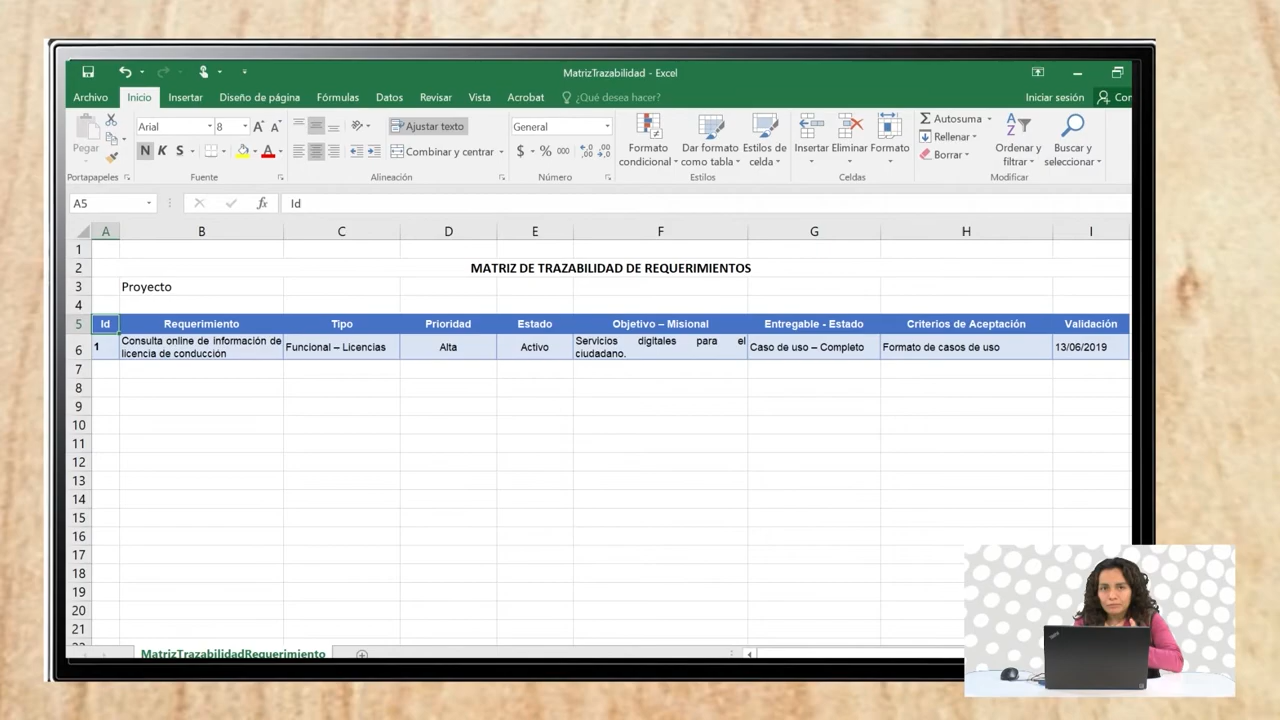 MatrizTrazabilidad - Excel
Archivo Inicio Insertar Diseño de página Fórmulas Datos Revisar Vista Acrobat ¿Qué desea hacer? Iniciar sesión
Pegar Arial 8 Ajustar texto General Formato condicional Dar formato como tabla Estilos de celda Insertar Eliminar Formato Autosuma Ordenar y filtrar Buscar y seleccionar
N K S Combinar y centrar $ % 000 Rellenar
Borrar
Portapapeles Fuente Alineación Número Estilos Celdas Modificar
A5 fx Id
A B C D E F G H I
1
2 MATRIZ DE TRAZABILIDAD DE REQUERIMIENTOS
3 Proyecto
4
5 Id Requerimiento Tipo Prioridad Estado Objetivo – Misional Entregable - Estado Criterios de Aceptación Validación
6 1 Consulta online de información de licencia de conducción Funcional – Licencias Alta Activo Servicios digitales para el ciudadano. Caso de uso – Completo Formato de casos de uso 13/06/2019
7
8
9
10
11
12
13
14
15
16
17
18
19
20
21
MatrizTrazabilidadRequerimiento